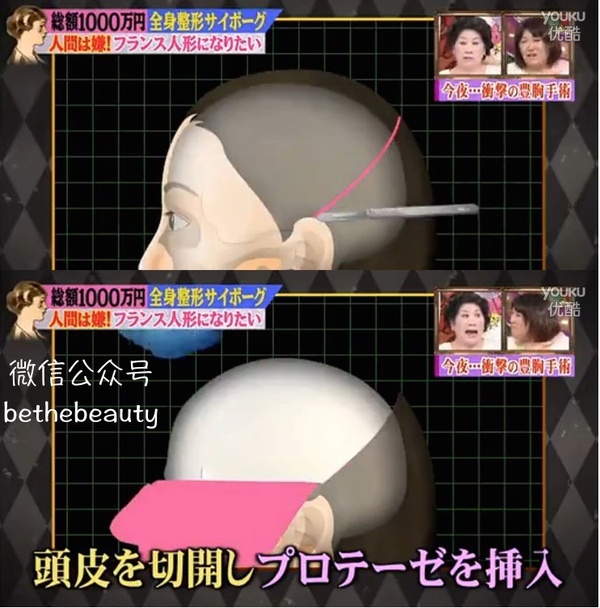 総額1000万円 全身整形サイボーグ
人間は嫌!フランス人形になりたい
YOUKU
优酷
今夜…衝撃の豊胸手術
総額1000万円 全身整形サイボーグ
人間は嫌!フランス人形になりたい
YOUKU
优酷
今夜…衝撃の豊胸手術
微信公众号
bethebeauty
頭皮を切開しプロテーゼを挿入